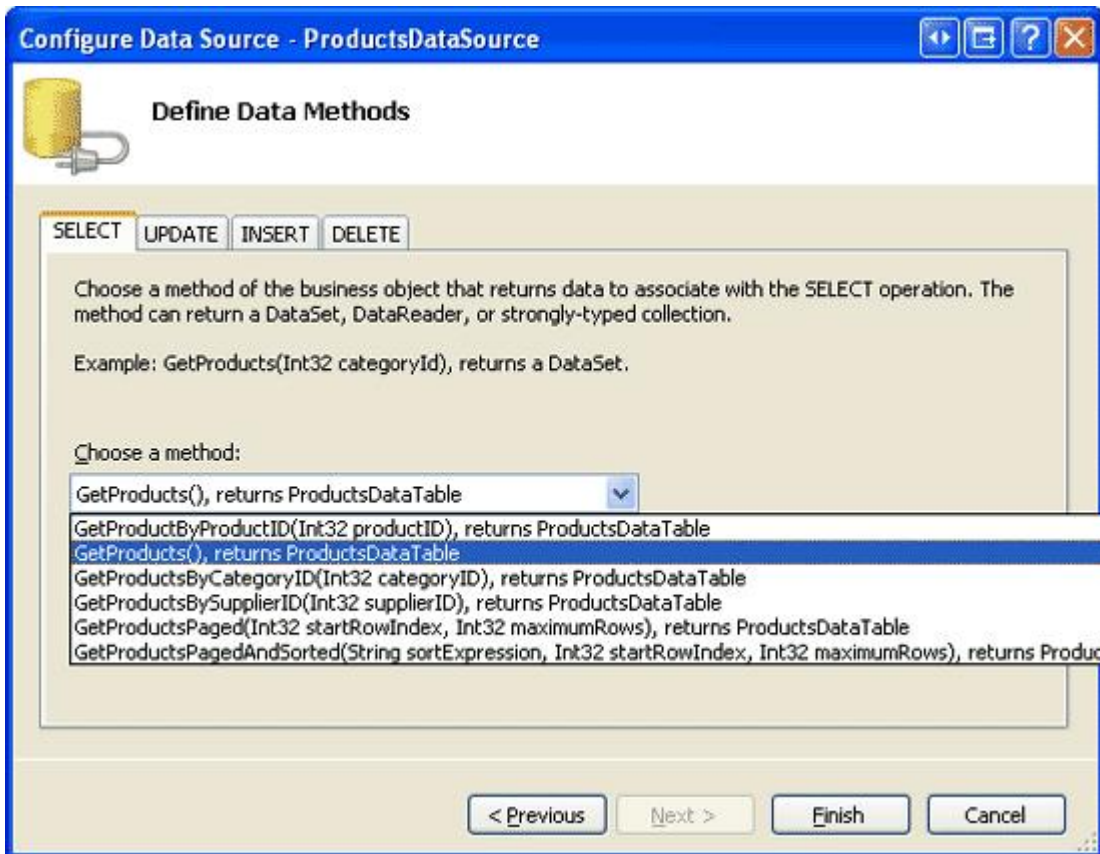 Configure Data Source - ProductsDataSource
Define Data Methods
SELECT UPDATE INSERT DELETE
Choose a method of the business object that returns data to associate with the SELECT operation. The
method can return a DataSet, DataReader, or strongly-typed collection.
Example: GetProducts(Int32 categoryId), returns a DataSet.
Choose a method:
GetProducts(), returns ProductsDataTable
GetProductByProductID(Int32 productID), returns ProductsDataTable
GetProducts(), returns ProductsDataTable
GetProductsByCategoryID(Int32 categoryID), returns ProductsDataTable
GetProductsBySupplierID(Int32 supplierID), returns ProductsDataTable
GetProductsPaged(Int32 startRowIndex, Int32 maximumRows), returns ProductsDataTable
GetProductsPagedAndSorted(String sortExpression, Int32 startRowIndex, Int32 maximumRows), returns Produc
< Previous Next > Finish Cancel